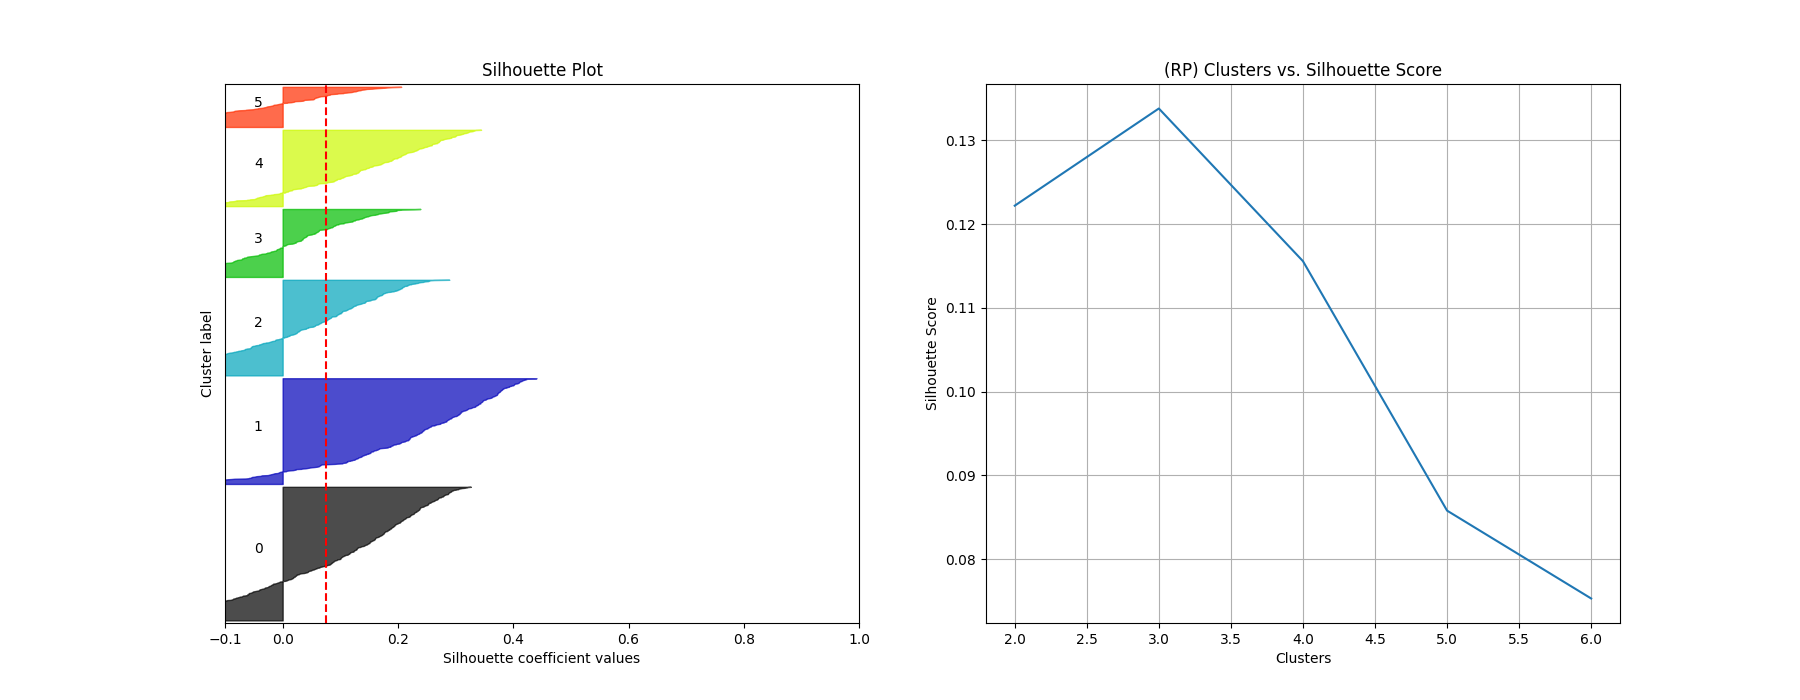 Silhouette Plot
5
4
3
2
1
0
Cluster label
−0.1 0.0 0.2 0.4 0.6 0.8 1.0
Silhouette coefficient values
(RP) Clusters vs. Silhouette Score
0.13
0.12
0.11
0.10
0.09
0.08
Silhouette Score
2.0 2.5 3.0 3.5 4.0 4.5 5.0 5.5 6.0
Clusters